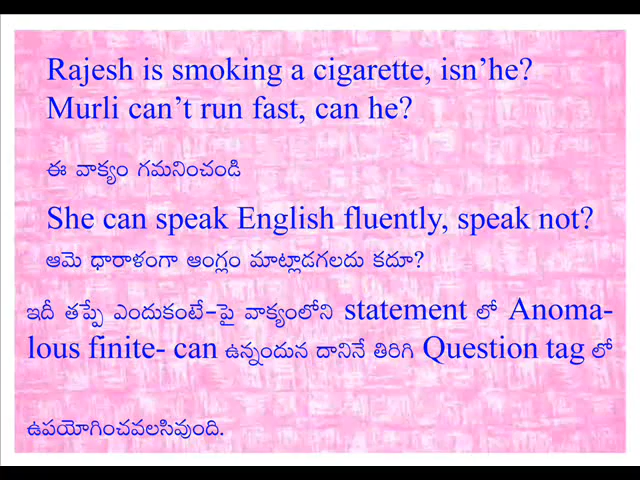 Rajesh is smoking a cigarette, isn’he?
Murli can’t run fast, can he?
ఈ వాక్యం గమనించండి
She can speak English fluently, speak not?
ఆమె ధారాళంగా ఆంగ్లం మాట్లాడగలదు కదూ?
ఇదీ తప్పే ఎందుకంటే-పై వాక్యంలోని statement లో Anoma-
lous finite- can ఉన్నందున దానినే తిరిగి Question tag లో
ఉపయోగించవలసివుంది.